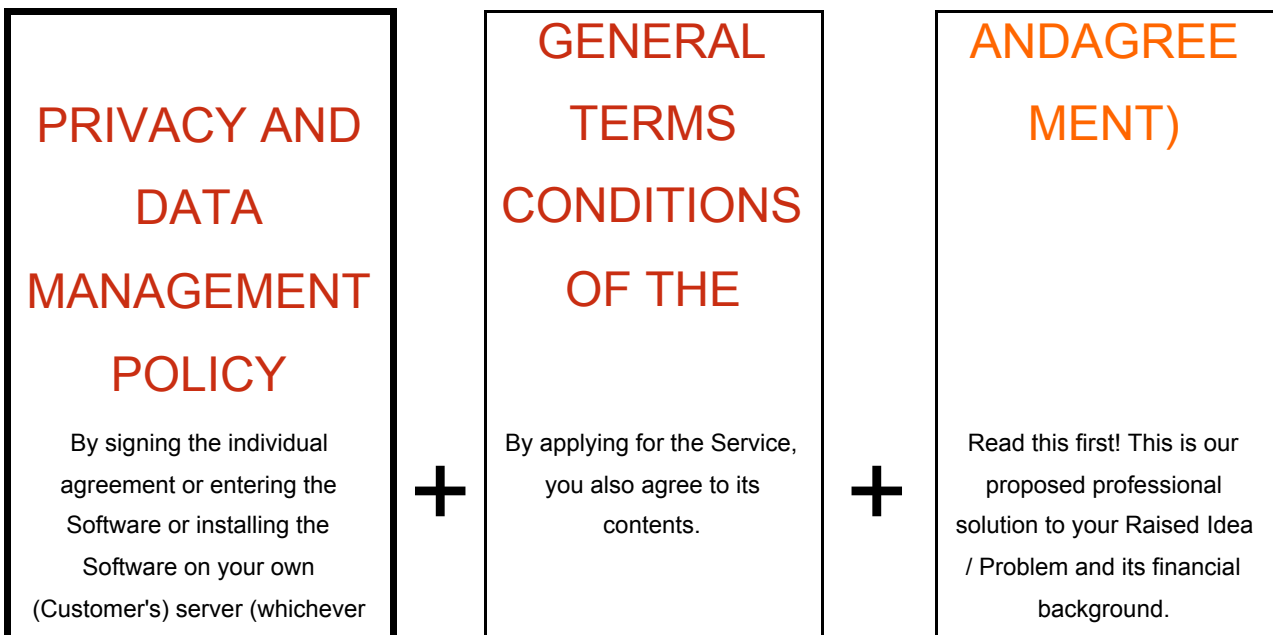 PRIVACY AND
DATA
MANAGEMENT
POLICY
By signing the individual
agreement or entering the
Software or installing the
Software on your own
(Customer's) server (whichever
+
GENERAL
TERMS
CONDITIONS
OF THE
By applying for the Service,
you also agree to its
contents.
+
ANDAGREE
MENT)
Read this first! This is our
proposed professional
solution to your Raised Idea
/ Problem and its financial
background.